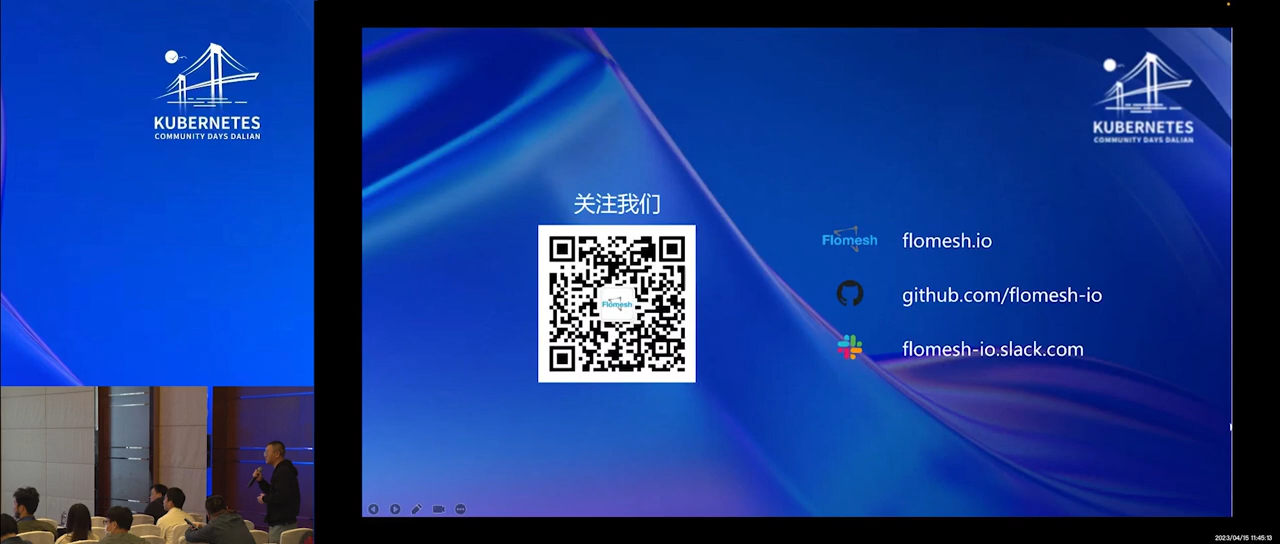 KUBERNETES
COMMUNITY DAYS DALIAN
KUBERNETES
COMMUNITY DAYS DALIAN
关注我们
Flomesh
Flomesh
flomesh.io
github.com/flomesh-io
flomesh-io.slack.com
2023/04/15 11:45:13